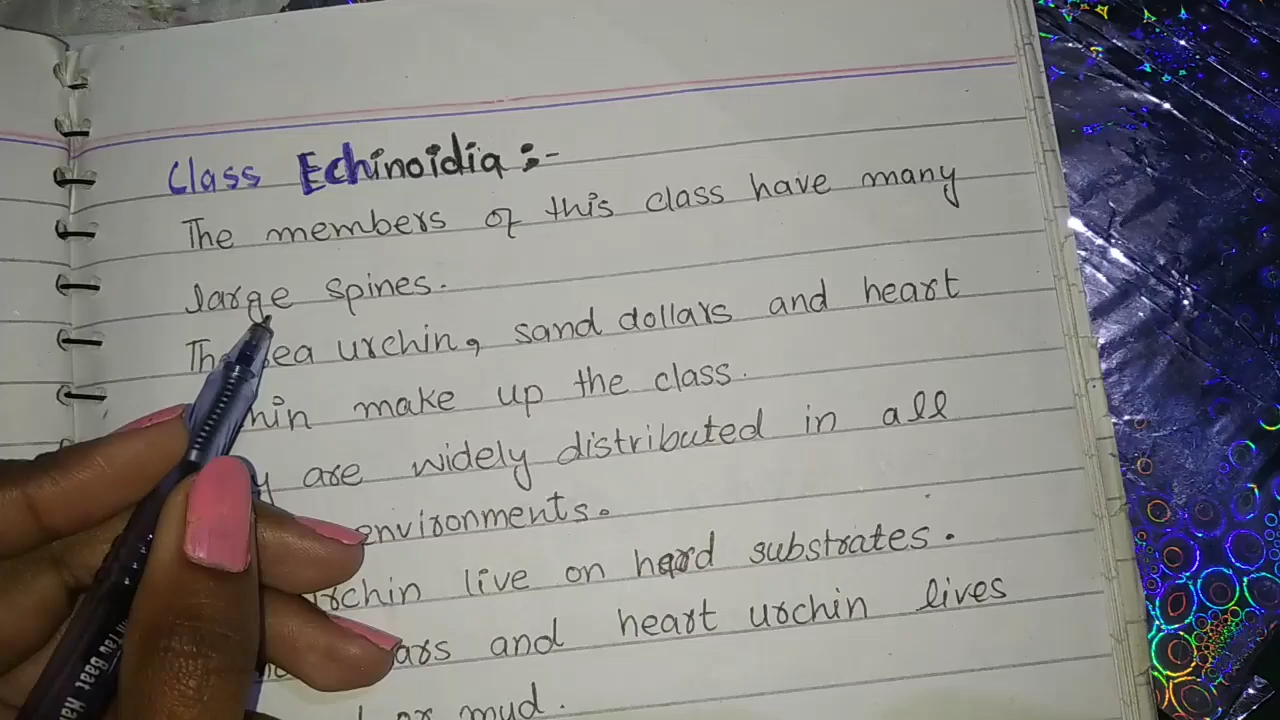 Class Echinoidia :-
The members of this class have many
large spines.
The sea urchin, sand dollars and heart
make up the class.
are widely distributed in all
environments.
live on hard substrates.
and heart urchin lives
or mud.